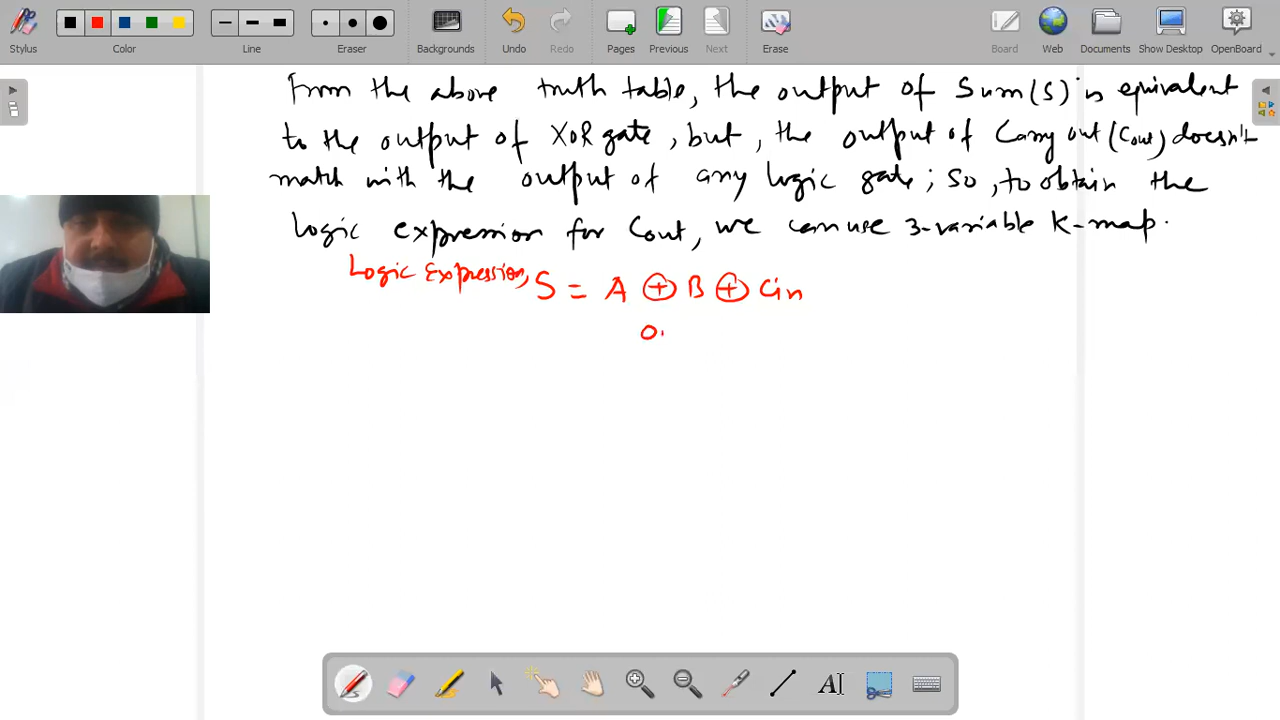 Stylus
Color
Line
Eraser
Backgrounds
Undo
Redo
Pages
Previous
Next
Erase
Board
Web
Documents
Show Desktop
OpenBoard
From the above truth table, the output of Sum(S) is equivalent
to the output of XOR gate, but, the output of Carry out (Cout) doesn't
match with the output of any logic gate; So, to obtain the
Logic expression for Cout, we can use 3-variable K-map.
Logic Expression, S = A ⊕ B ⊕ Cin